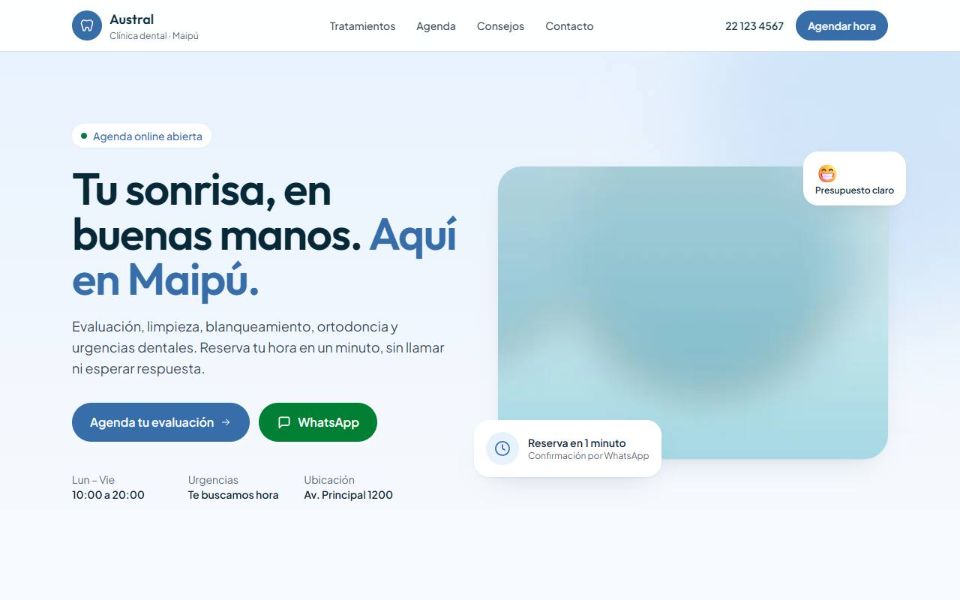 Austral
Clínica dental · Maipú
Tratamientos
Agenda
Consejos
Contacto
22 123 4567
Agendar hora
Agenda online abierta
Tu sonrisa, en
buenas manos. Aquí
en Maipú.
Evaluación, limpieza, blanqueamiento, ortodoncia y
urgencias dentales. Reserva tu hora en un minuto, sin llamar
ni esperar respuesta.
Agenda tu evaluación →
WhatsApp
Lun – Vie
10:00 a 20:00
Urgencias
Te buscamos hora
Ubicación
Av. Principal 1200
Presupuesto claro
Reserva en 1 minuto
Confirmación por WhatsApp